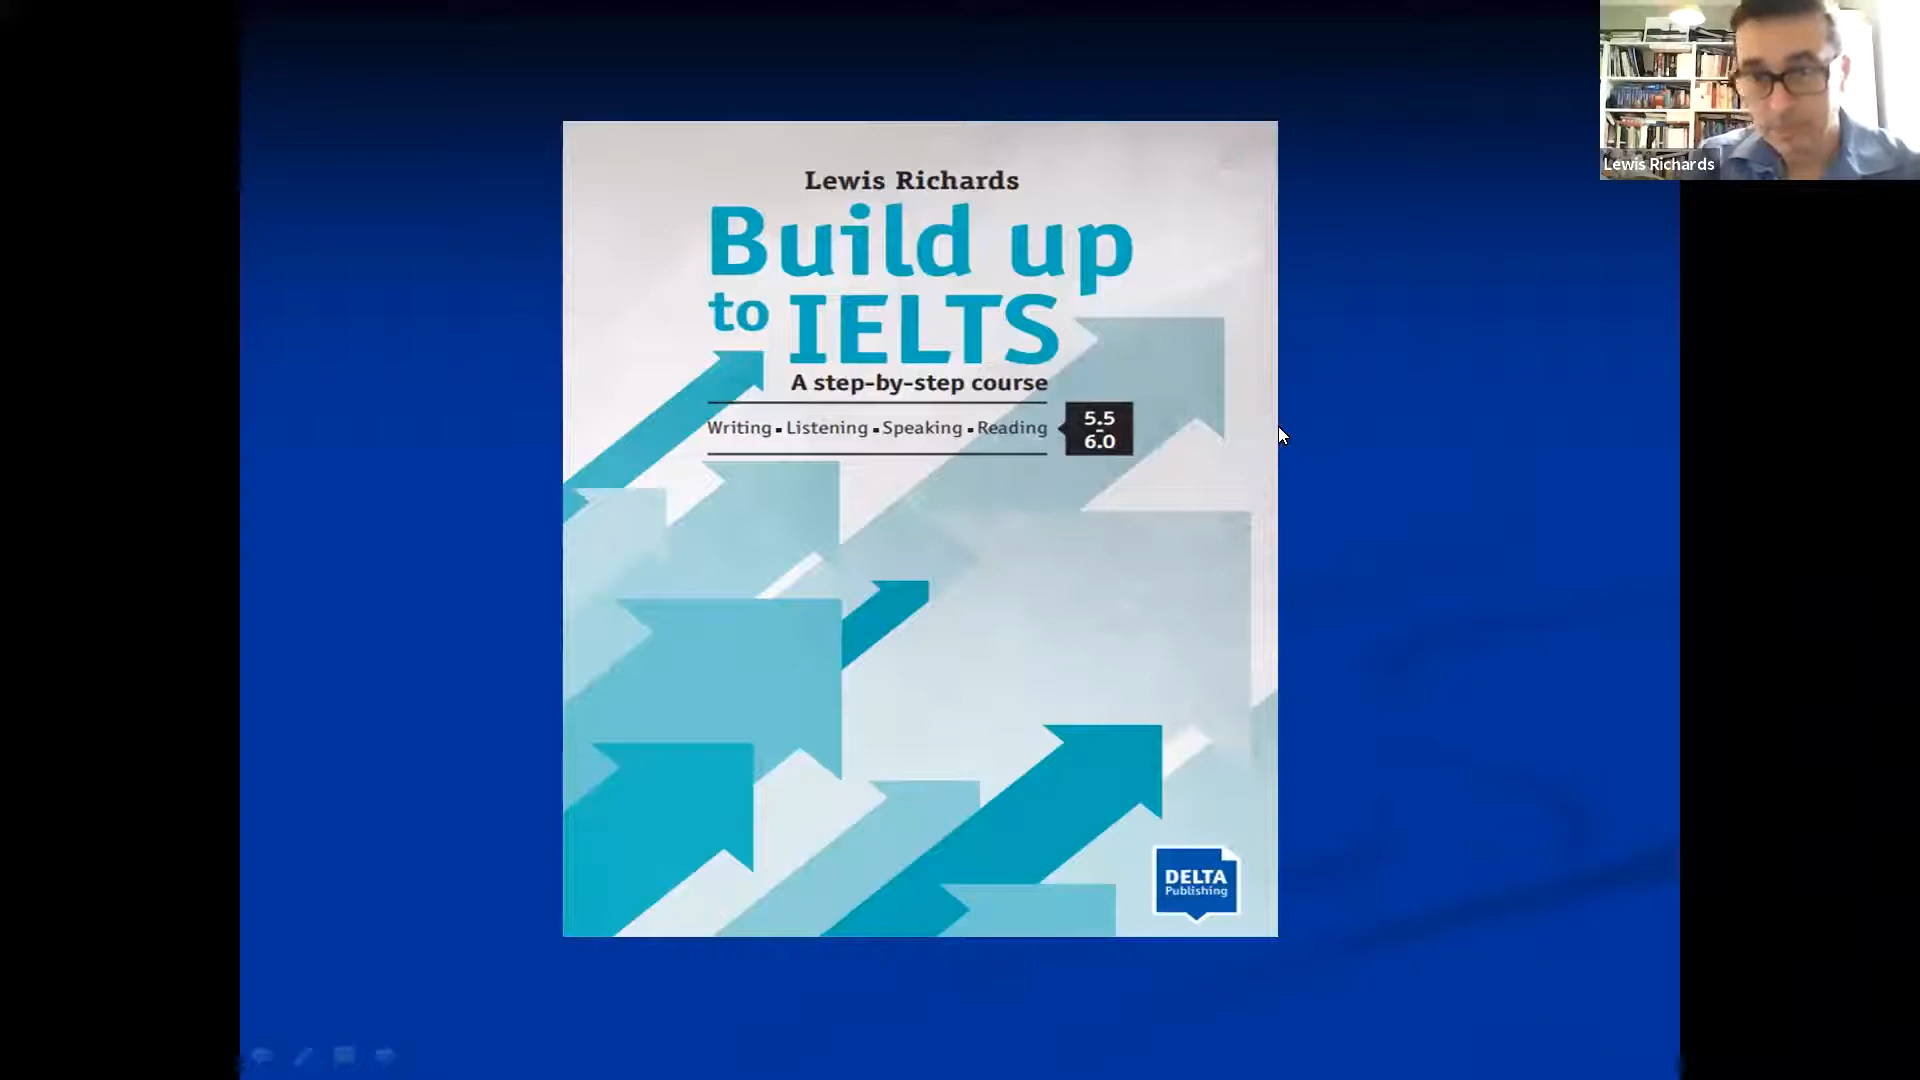 Lewis Richards
Build up
to IELTS
A step-by-step course
Writing ▪ Listening ▪ Speaking ▪ Reading
5.5
-
6.0
DELTA
Publishing
Lewis Richards